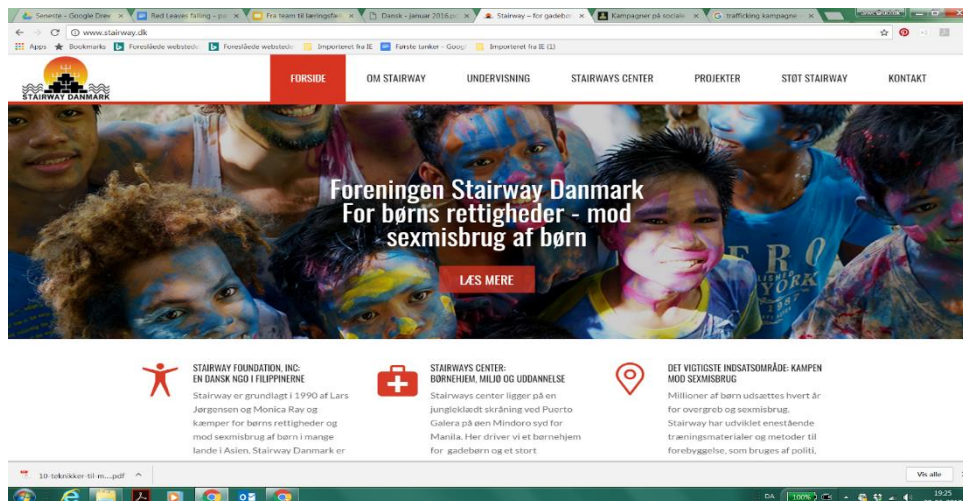 Seneste - Google Drev
Red Leaves falling - po
Fra team til læringsfæl
Dansk - januar 2016.pd
Stairway – for gadebør
Kampagner på sociale
trafficking kampagne -
www.stairway.dk
Apps
Bookmarks
Foreslåede webstede
Foreslåede webstede
Importeret fra IE
Første tanker - Googl
Importeret fra IE (1)
STAIRWAY DANMARK
FORSIDE
OM STAIRWAY
UNDERVISNING
STAIRWAYS CENTER
PROJEKTER
STØT STAIRWAY
KONTAKT
Foreningen Stairway Danmark
For børns rettigheder - mod
sexmisbrug af børn
LÆS MERE
STAIRWAY FOUNDATION, INC:
EN DANSK NGO I FILIPPINERNE
Stairway er grundlagt i 1990 af Lars
Jørgensen og Monica Ray og
kæmper for børns rettigheder og
mod sexmisbrug af børn i mange
lande i Asien. Stairway Danmark er
STAIRWAYS CENTER:
BØRNEHJEM, MILJØ OG UDDANNELSE
Stairways center ligger på en
jungleklædt skråning ved Puerto
Galera på øen Mindoro syd for
Manila. Her driver vi et børnehjem
for gadebørn og et stort
DET VIGTIGSTE INDSATSOMRÅDE: KAMPEN
MOD SEXMISBRUG
Millioner af børn udsættes hvert år
for overgreb og sexmisbrug.
Stairway har udviklet enestående
træningsmaterialer og metoder til
forebyggelse, som bruges af politi,
10-teknikker-til-m....pdf
Vis alle
DA
100%
19:25